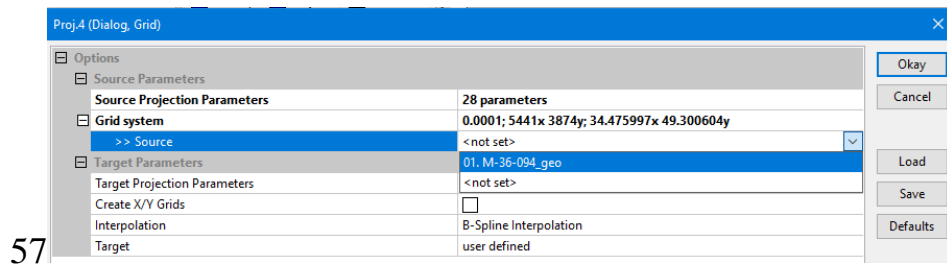 Proj.4 (Dialog, Grid)
Options
Okay
Source Parameters
Source Projection Parameters 28 parameters
Cancel
Grid system 0.0001; 5441x 3874y; 34.475997x 49.300604y
>> Source <not set>
Target Parameters 01. M-36-094_geo
Load
Target Projection Parameters <not set>
Create X/Y Grids
Save
Interpolation B-Spline Interpolation
Defaults
Target user defined
57